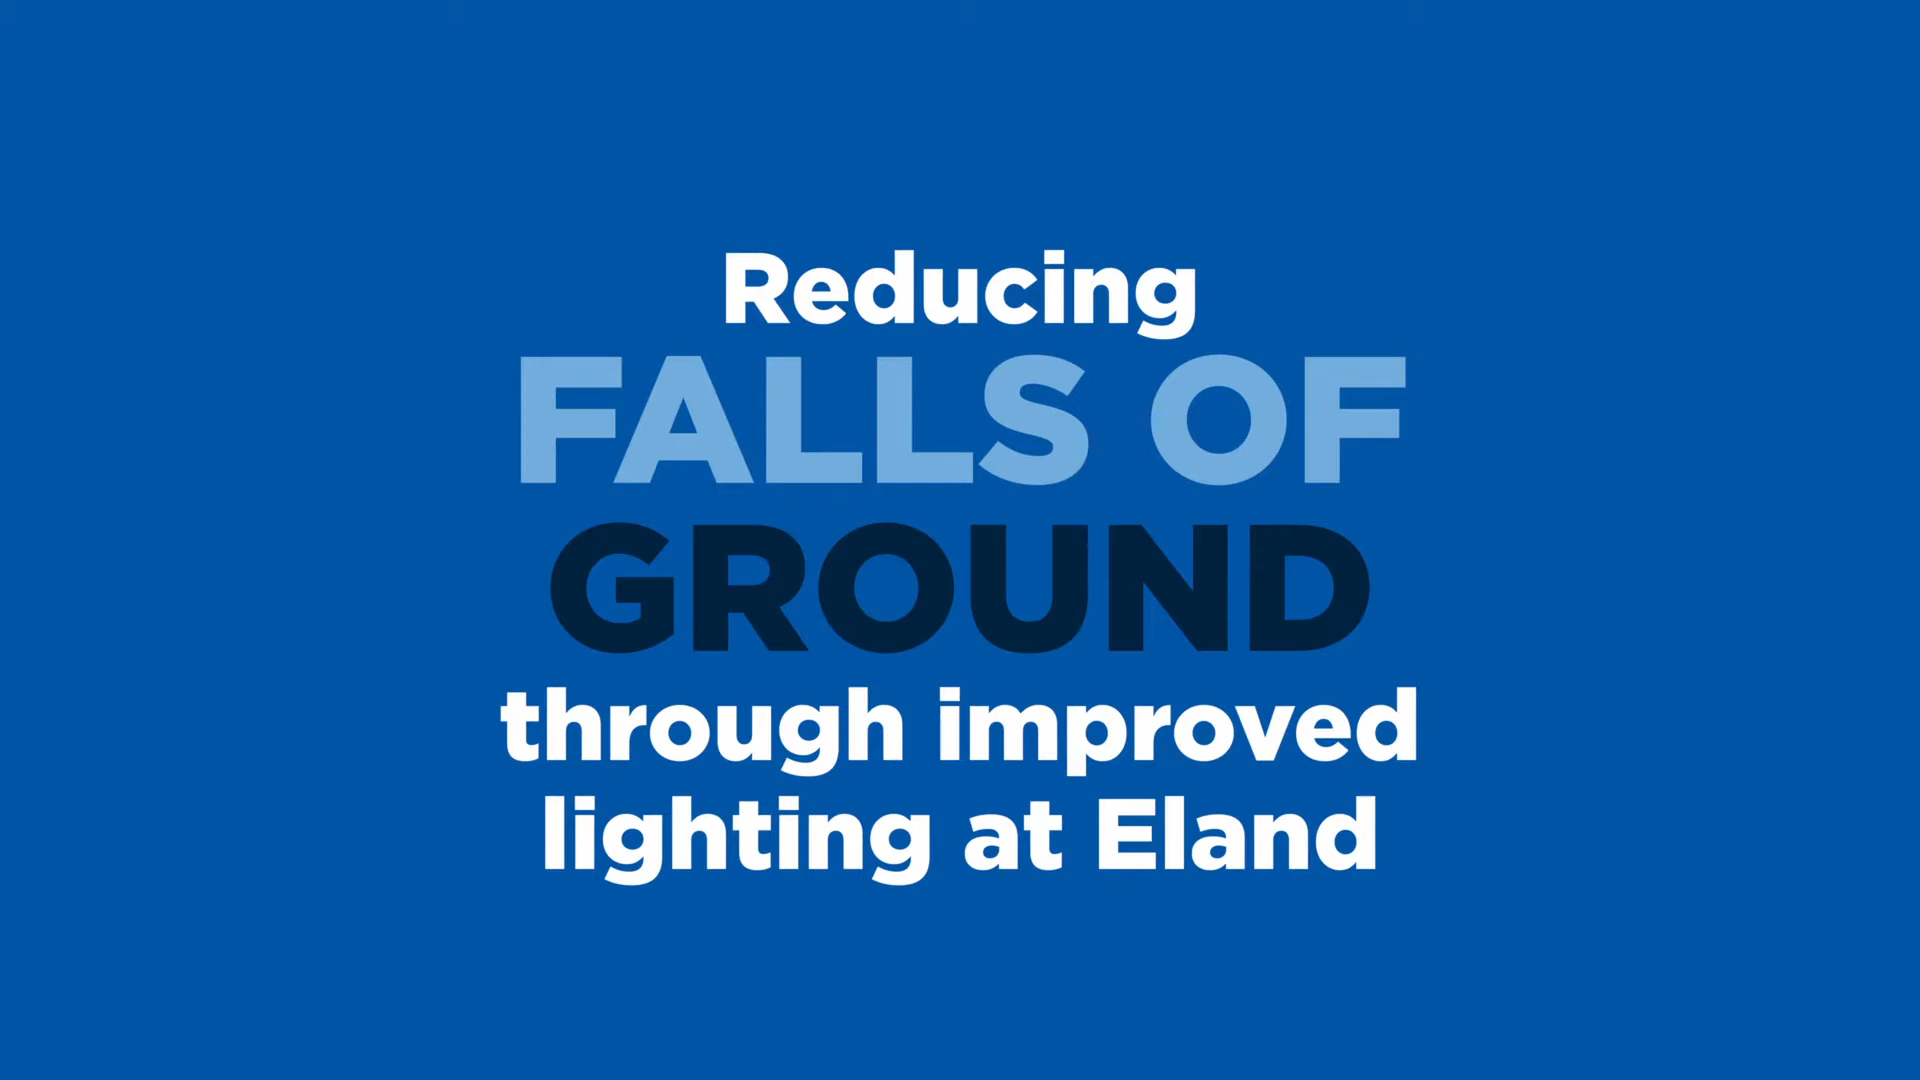 Reducing
FALLS OF
GROUND
through improved
lighting at Eland